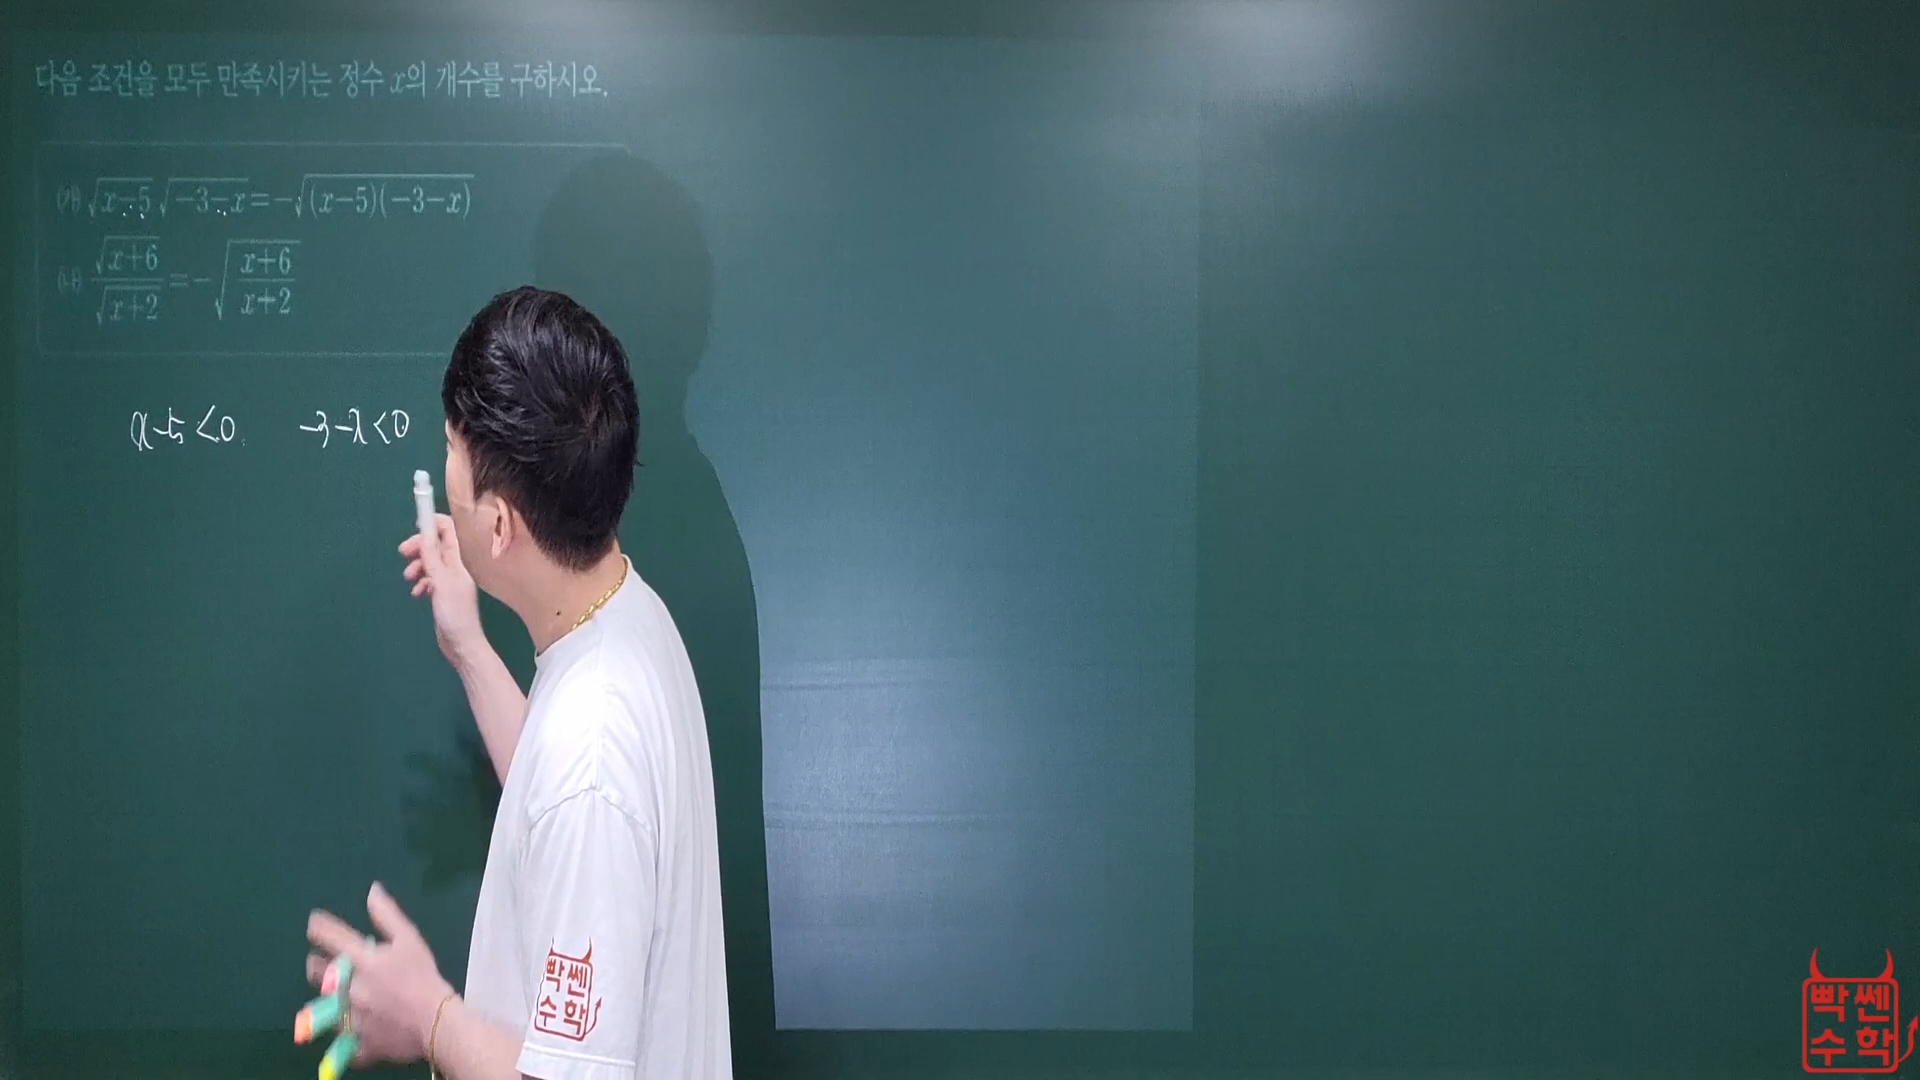 다음 조건을 모두 만족시키는 정수 x의 개수를 구하시오.
(가) √(x-5) √(-3-x) = -√((x-5)(-3-x))
(나) √(x+6)/√(x+2) = -√((x+6)/(x+2))
x-5<0. -3-x<0
빡쎈
수학
빡쎈
수학